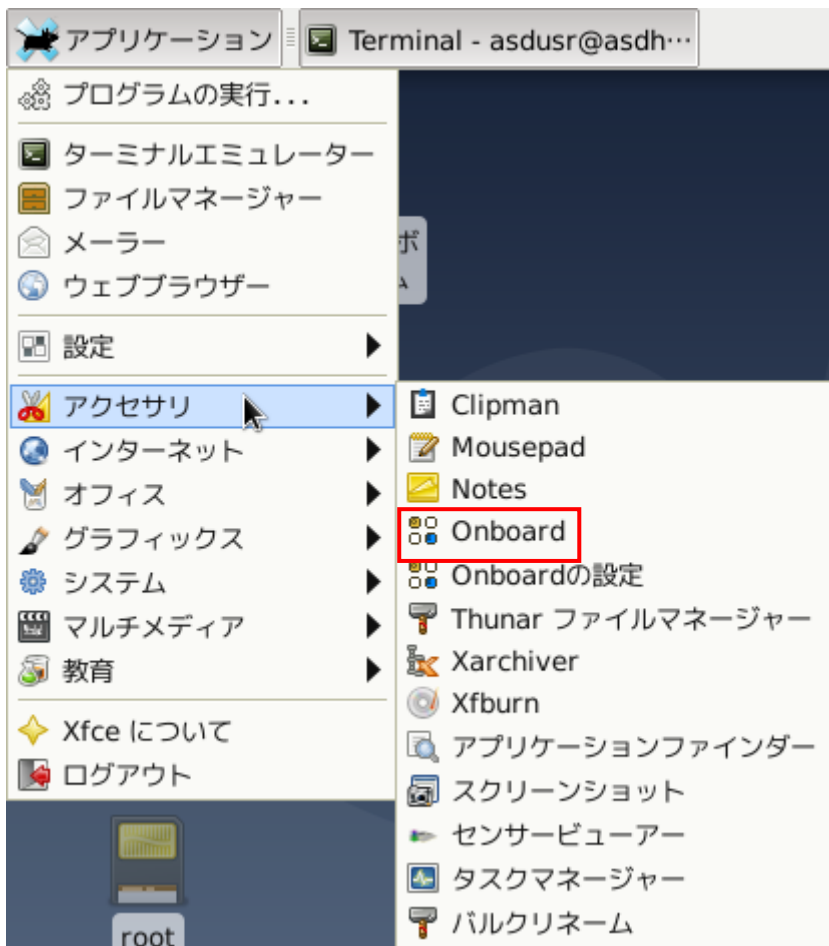 アプリケーション
Terminal - asdusr@asdh…
プログラムの実行...
ターミナルエミュレーター
ファイルマネージャー
メーラー
ウェブブラウザー
設定
アクセサリ
インターネット
オフィス
グラフィックス
システム
マルチメディア
教育
Xfce について
ログアウト
Clipman
Mousepad
Notes
Onboard
Onboardの設定
Thunar ファイルマネージャー
Xarchiver
Xfburn
アプリケーションファインダー
スクリーンショット
センサービューアー
タスクマネージャー
バルクリネーム
ボ
root